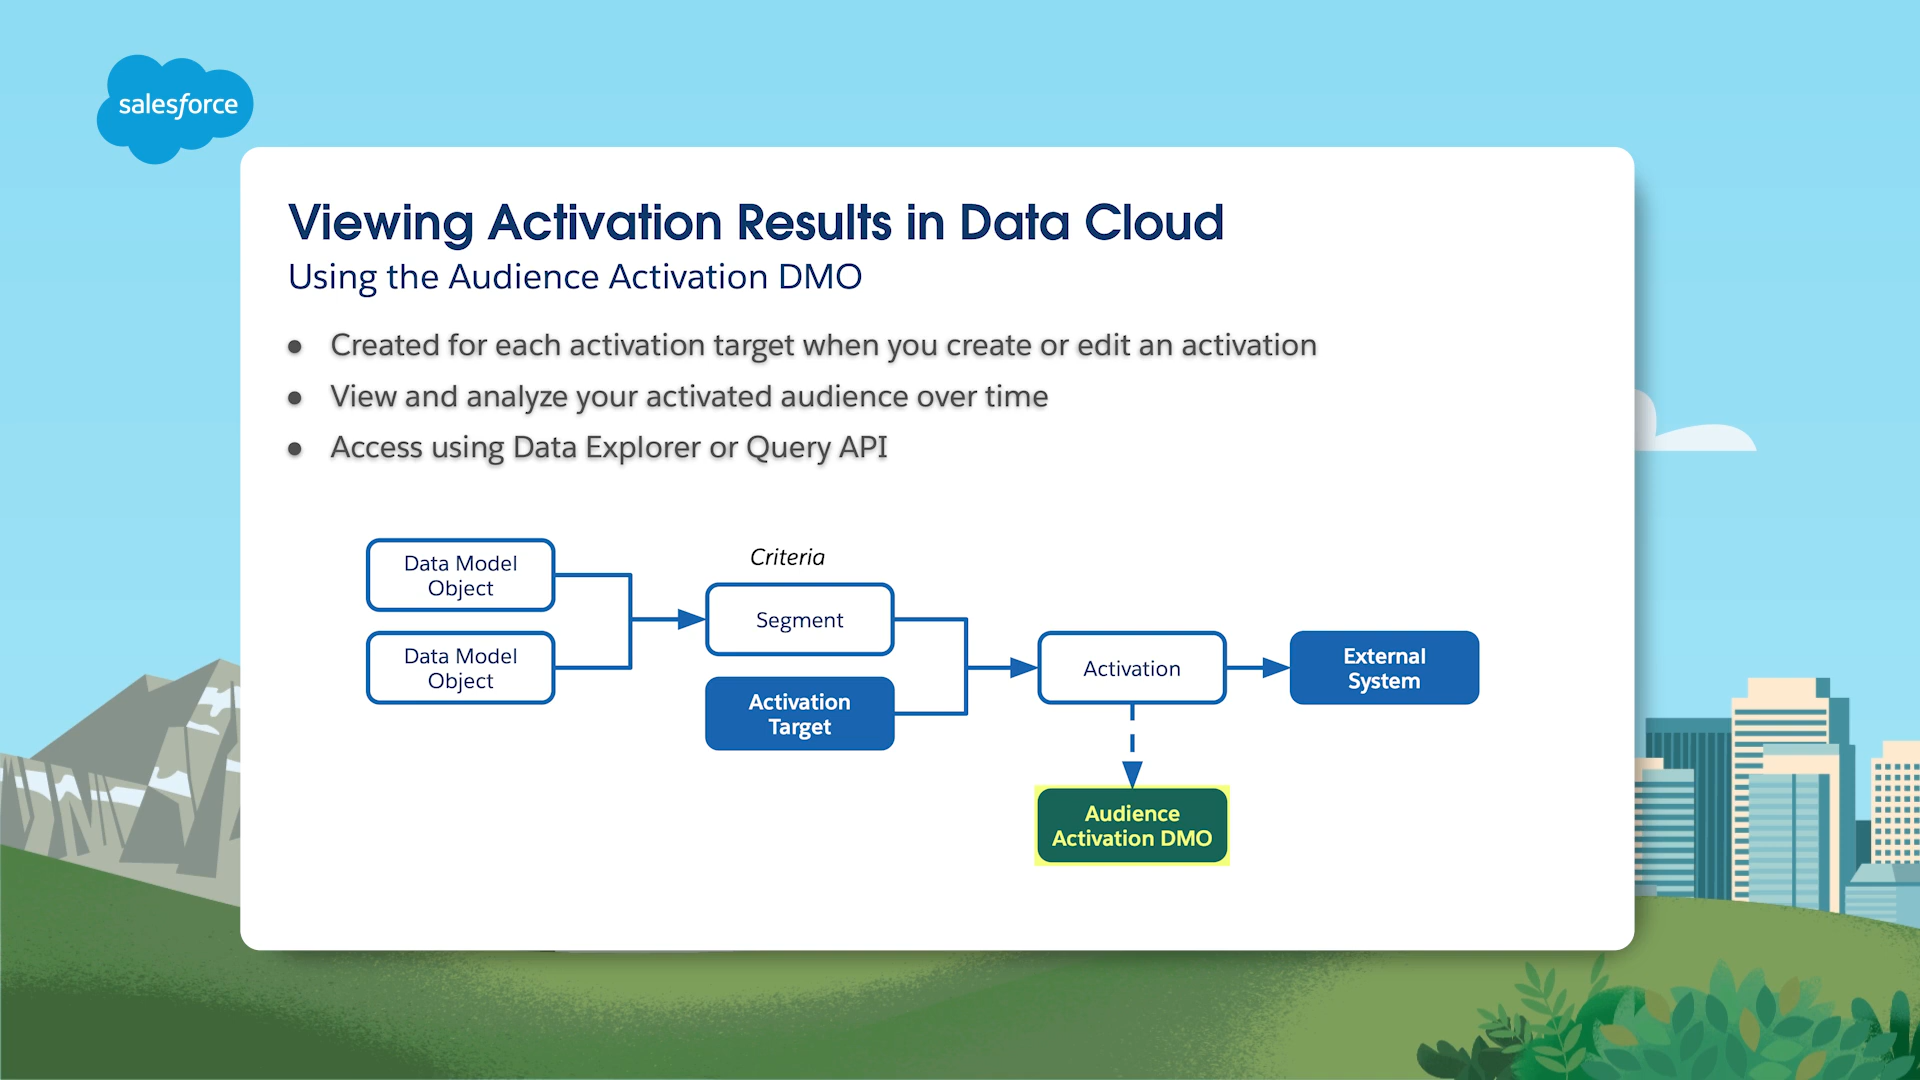 salesforce
Viewing Activation Results in Data Cloud
Using the Audience Activation DMO
● Created for each activation target when you create or edit an activation
● View and analyze your activated audience over time
● Access using Data Explorer or Query API
Data Model
Object
Data Model
Object
Criteria
Segment
Activation
Target
Activation
External
System
Audience
Activation DMO